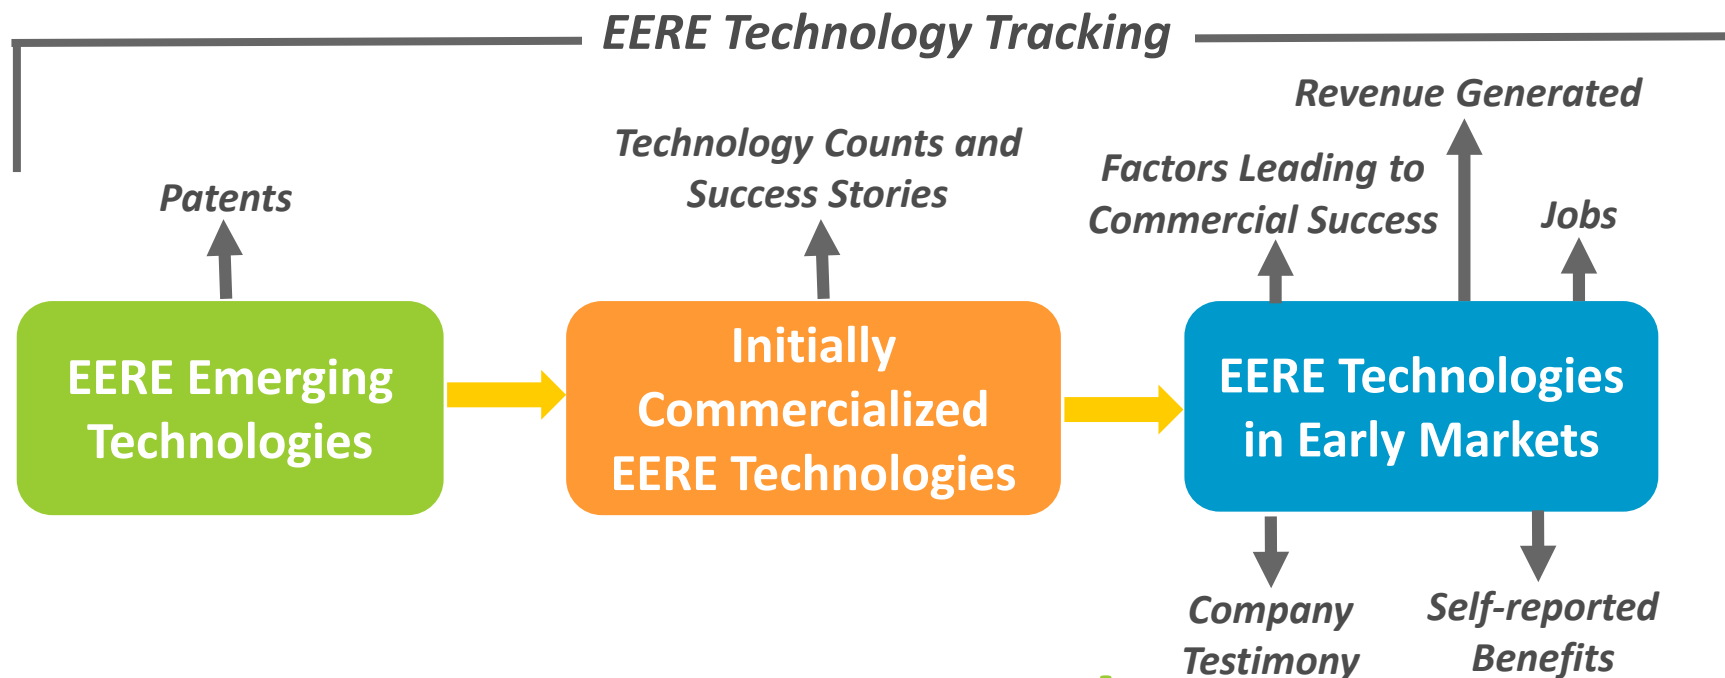 EERE Technology Tracking
Revenue Generated
Technology Counts and
Success Stories
Factors Leading to
Commercial Success
Patents
Jobs
EERE Emerging
Technologies
Initially
Commercialized
EERE Technologies
EERE Technologies
in Early Markets
Company
Testimony
Self-reported
Benefits